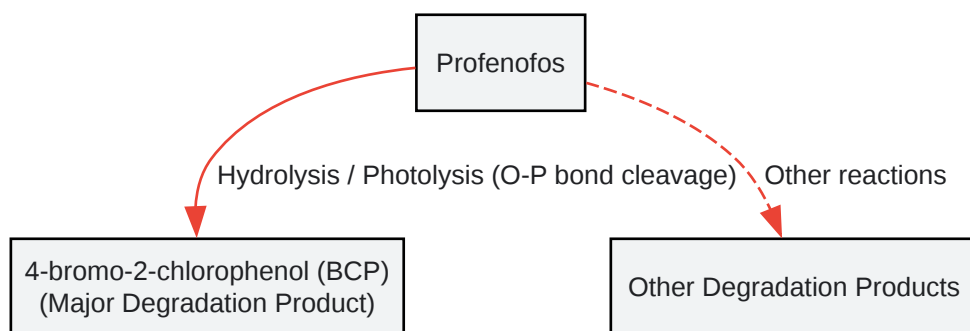 Profenofos
Hydrolysis / Photolysis (O-P bond cleavage)
Other reactions
4-bromo-2-chlorophenol (BCP)
(Major Degradation Product)
Other Degradation Products